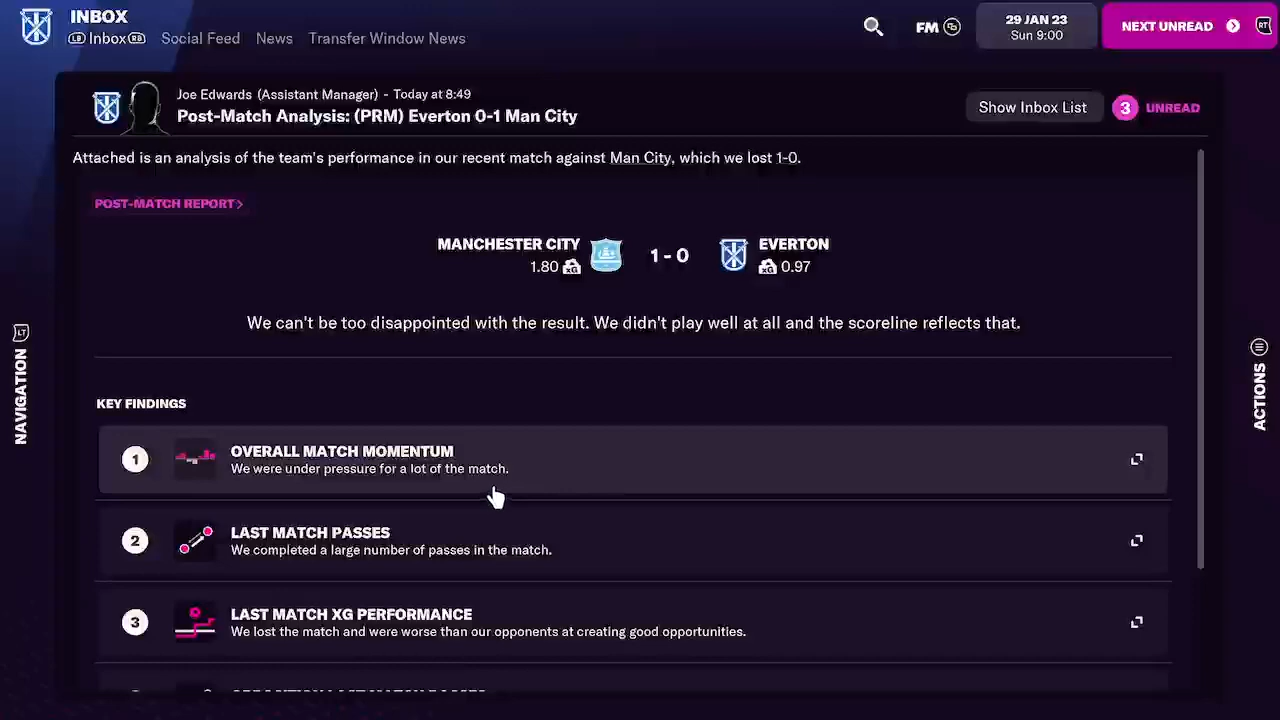 INBOX
LB Inbox RB Social Feed News Transfer Window News
FM
29 JAN 23
Sun 9:00
NEXT UNREAD
RT
Joe Edwards (Assistant Manager) - Today at 8:49
Post-Match Analysis: (PRM) Everton 0-1 Man City
Show Inbox List
3 UNREAD
Attached is an analysis of the team's performance in our recent match against Man City, which we lost 1-0.
POST-MATCH REPORT>
MANCHESTER CITY 1 - 0 EVERTON
1.80 xG xG 0.97
We can't be too disappointed with the result. We didn't play well at all and the scoreline reflects that.
LT
NAVIGATION
ACTIONS
KEY FINDINGS
1 OVERALL MATCH MOMENTUM
We were under pressure for a lot of the match.
2 LAST MATCH PASSES
We completed a large number of passes in the match.
3 LAST MATCH XG PERFORMANCE
We lost the match and were worse than our opponents at creating good opportunities.